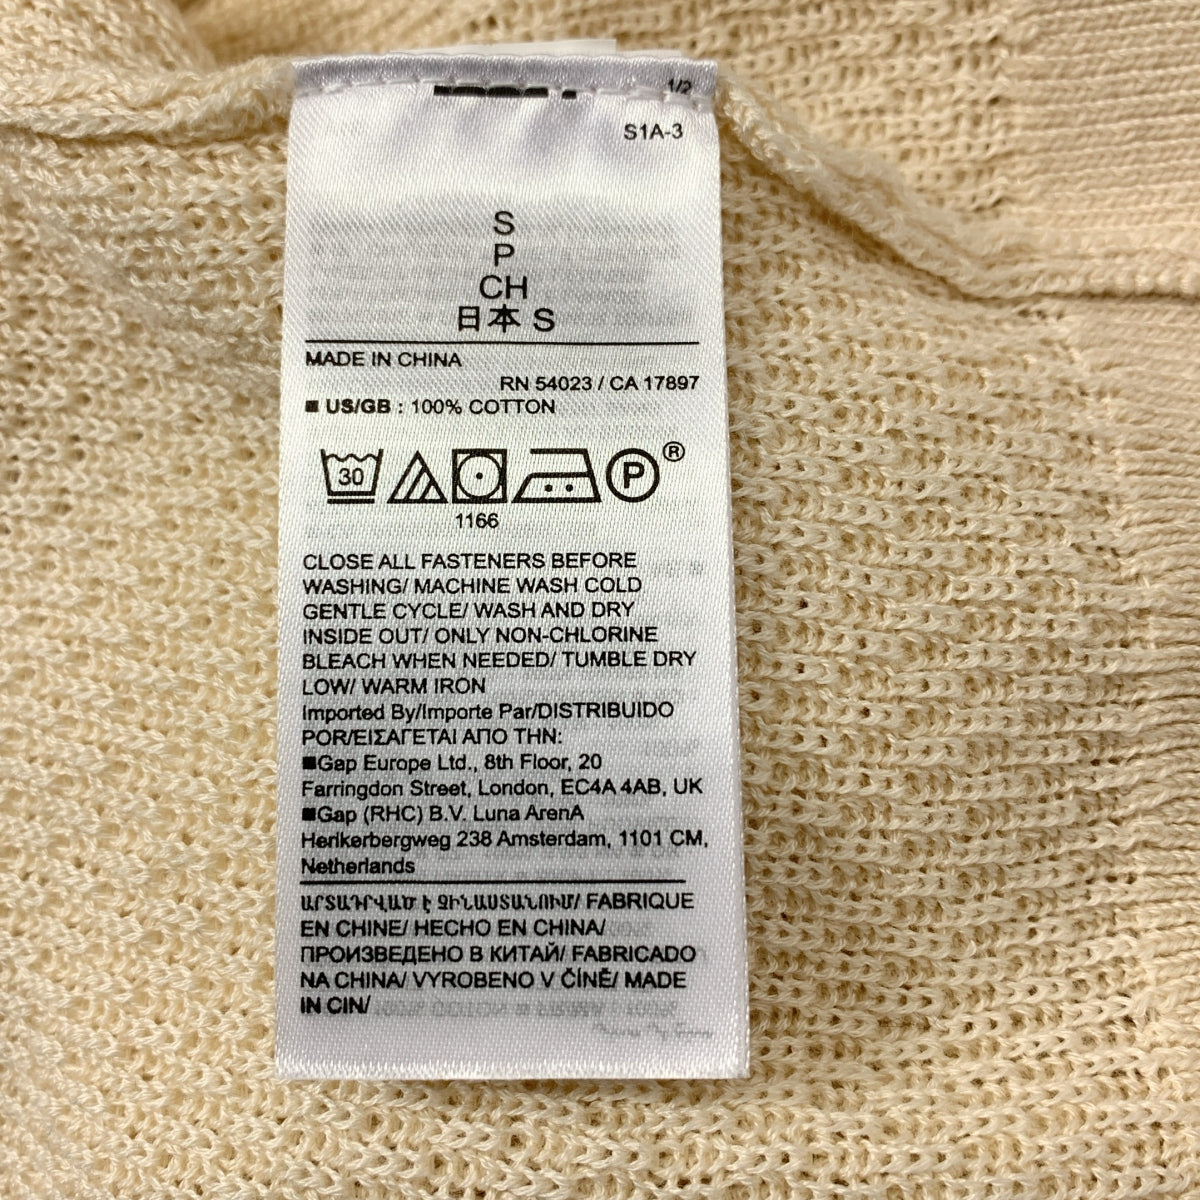 1/2
S1A-3
S
P
CH
日本 S
MADE IN CHINA
RN 54023 / CA 17897
■ US/GB : 100% COTTON
30
P ®
1166
CLOSE ALL FASTENERS BEFORE
WASHING/ MACHINE WASH COLD
GENTLE CYCLE/ WASH AND DRY
INSIDE OUT/ ONLY NON-CHLORINE
BLEACH WHEN NEEDED/ TUMBLE DRY
LOW/ WARM IRON
Imported By/Importe Par/DISTRIBUIDO
POR/ΕΙΣΑΓΕΤΑΙ ΑΠΟ ΤΗΝ:
■Gap Europe Ltd., 8th Floor, 20
Farringdon Street, London, EC4A 4AB, UK
■Gap (RHC) B.V. Luna ArenA
Herikerbergweg 238 Amsterdam, 1101 CM,
Netherlands
ԱՐՏԱԴՐՎԱԾ Է ՉԻՆԱՍՏԱՆՈՒՄ/ FABRIQUE
EN CHINE/ HECHO EN CHINA/
ПРОИЗВЕДЕНО В КИТАЙ/ FABRICADO
NA CHINA/ VYROBENO V ČÍNĚ/ MADE
IN CIN/